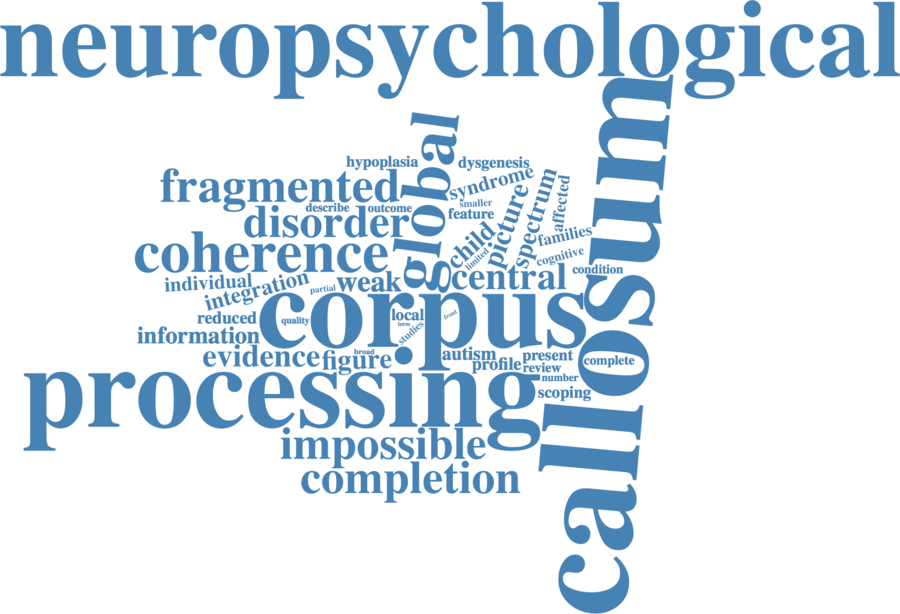 neuropsychological
callosum
global
hypoplasia
dysgenesis
fragmented
syndrome
smaller
describe
outcome
feature
picture
spectrum
affected
disorder
child
families
coherence
limited
cognitive
individual
integration
partial
weak
central
condition
corpus
reduced
quality
local
term
front
studies
information
evidence
figure
broad
autism
profile
present
review
complete
number
processing
scoping
impossible
completion